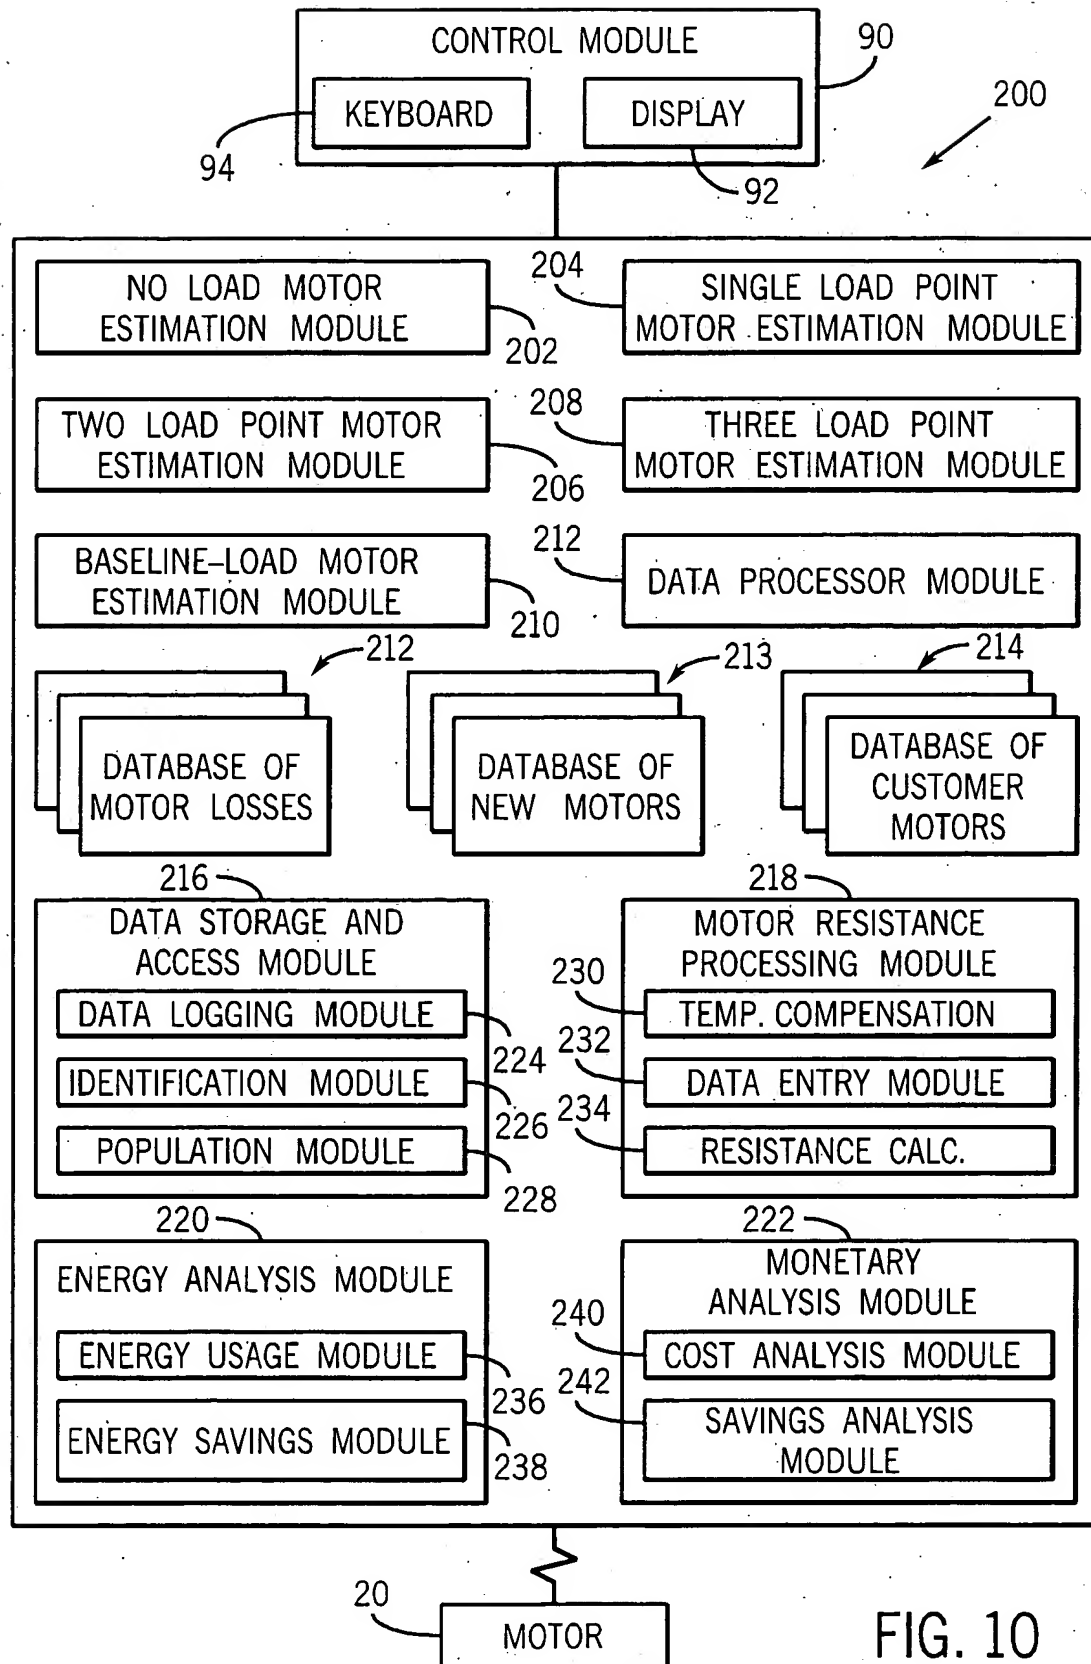 CONTROL MODULE
90
KEYBOARD
DISPLAY
200
94
92
NO LOAD MOTOR
ESTIMATION MODULE
202
204
SINGLE LOAD POINT
MOTOR ESTIMATION MODULE
TWO LOAD POINT MOTOR
ESTIMATION MODULE
206
208
THREE LOAD POINT
MOTOR ESTIMATION MODULE
BASELINE-LOAD MOTOR
ESTIMATION MODULE
210
212
DATA PROCESSOR MODULE
212
DATABASE OF
MOTOR LOSSES
213
DATABASE OF
NEW MOTORS
214
DATABASE OF
CUSTOMER
MOTORS
216
DATA STORAGE AND
ACCESS MODULE
DATA LOGGING MODULE
224
IDENTIFICATION MODULE
226
POPULATION MODULE
228
218
MOTOR RESISTANCE
PROCESSING MODULE
230
TEMP. COMPENSATION
232
DATA ENTRY MODULE
234
RESISTANCE CALC.
220
ENERGY ANALYSIS MODULE
ENERGY USAGE MODULE
236
ENERGY SAVINGS MODULE
238
222
MONETARY
ANALYSIS MODULE
240
COST ANALYSIS MODULE
242
SAVINGS ANALYSIS
MODULE
20
MOTOR
FIG. 10